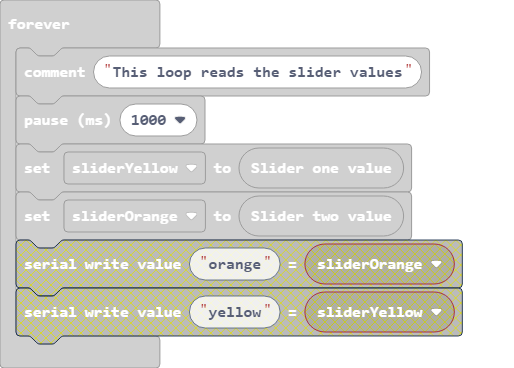 forever
comment "This loop reads the slider values"
pause (ms) 1000
set sliderYellow to Slider one value
set sliderOrange to Slider two value
serial write value "orange" = sliderOrange
serial write value "yellow" = sliderYellow